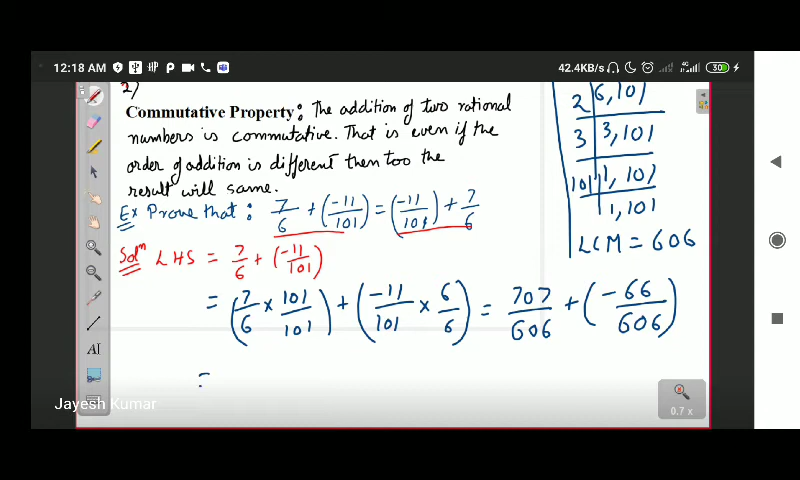 12:18 AM
42.4KB/s
30
2)
Commutative Property: The addition of two rational
numbers is commutative. That is even if the
order of addition is different then too the
result will same.
Ex Prove that: 7/6 + (-11/101) = (-11/101) + 7/6
Solⁿ LHS = 7/6 + (-11/101)
= (7/6 × 101/101) + (-11/101 × 6/6) = 707/606 + (-66/606)
=
2 | 6, 101
3 | 3, 101
101 | 1, 101
1, 101
LCM = 606
AI
Jayesh Kumar
0.7 x